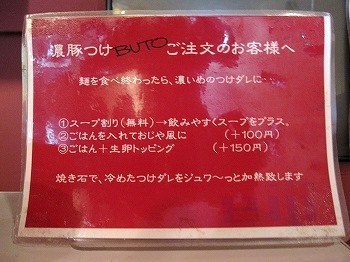 濃豚つけBUTOご注文のお客様へ
麺を食べ終わったら、濃いめのつけダレに‥
①スープ割り(無料)→飲みやすくスープをプラス、
②ごはんを入れておじや風に (+100円)
③ごはん+生卵トッピング (+150円)
焼き石で、冷めたつけダレをジュワ～っと加熱致します